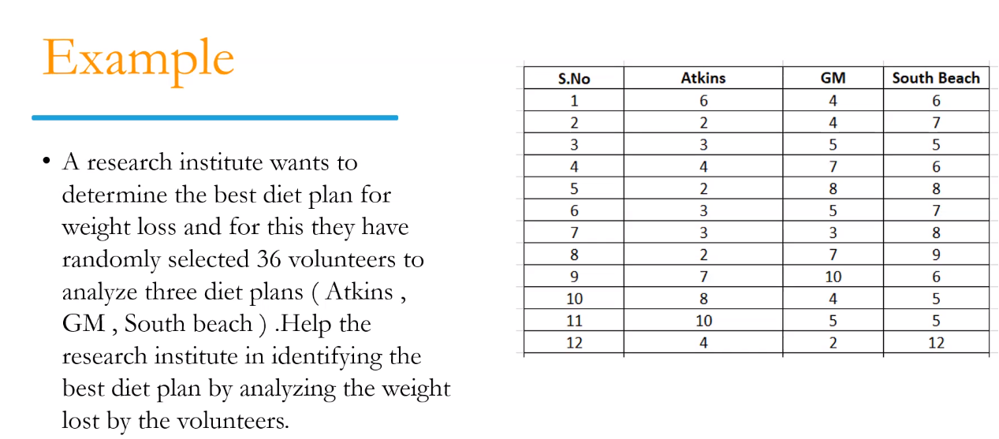 Example
• A research institute wants to
determine the best diet plan for
weight loss and for this they have
randomly selected 36 volunteers to
analyze three diet plans ( Atkins ,
GM , South beach ) .Help the
research institute in identifying the
best diet plan by analyzing the weight
lost by the volunteers.
S.No Atkins GM South Beach
1 6 4 6
2 2 4 7
3 3 5 5
4 4 7 6
5 2 8 8
6 3 5 7
7 3 3 8
8 2 7 9
9 7 10 6
10 8 4 5
11 10 5 5
12 4 2 12